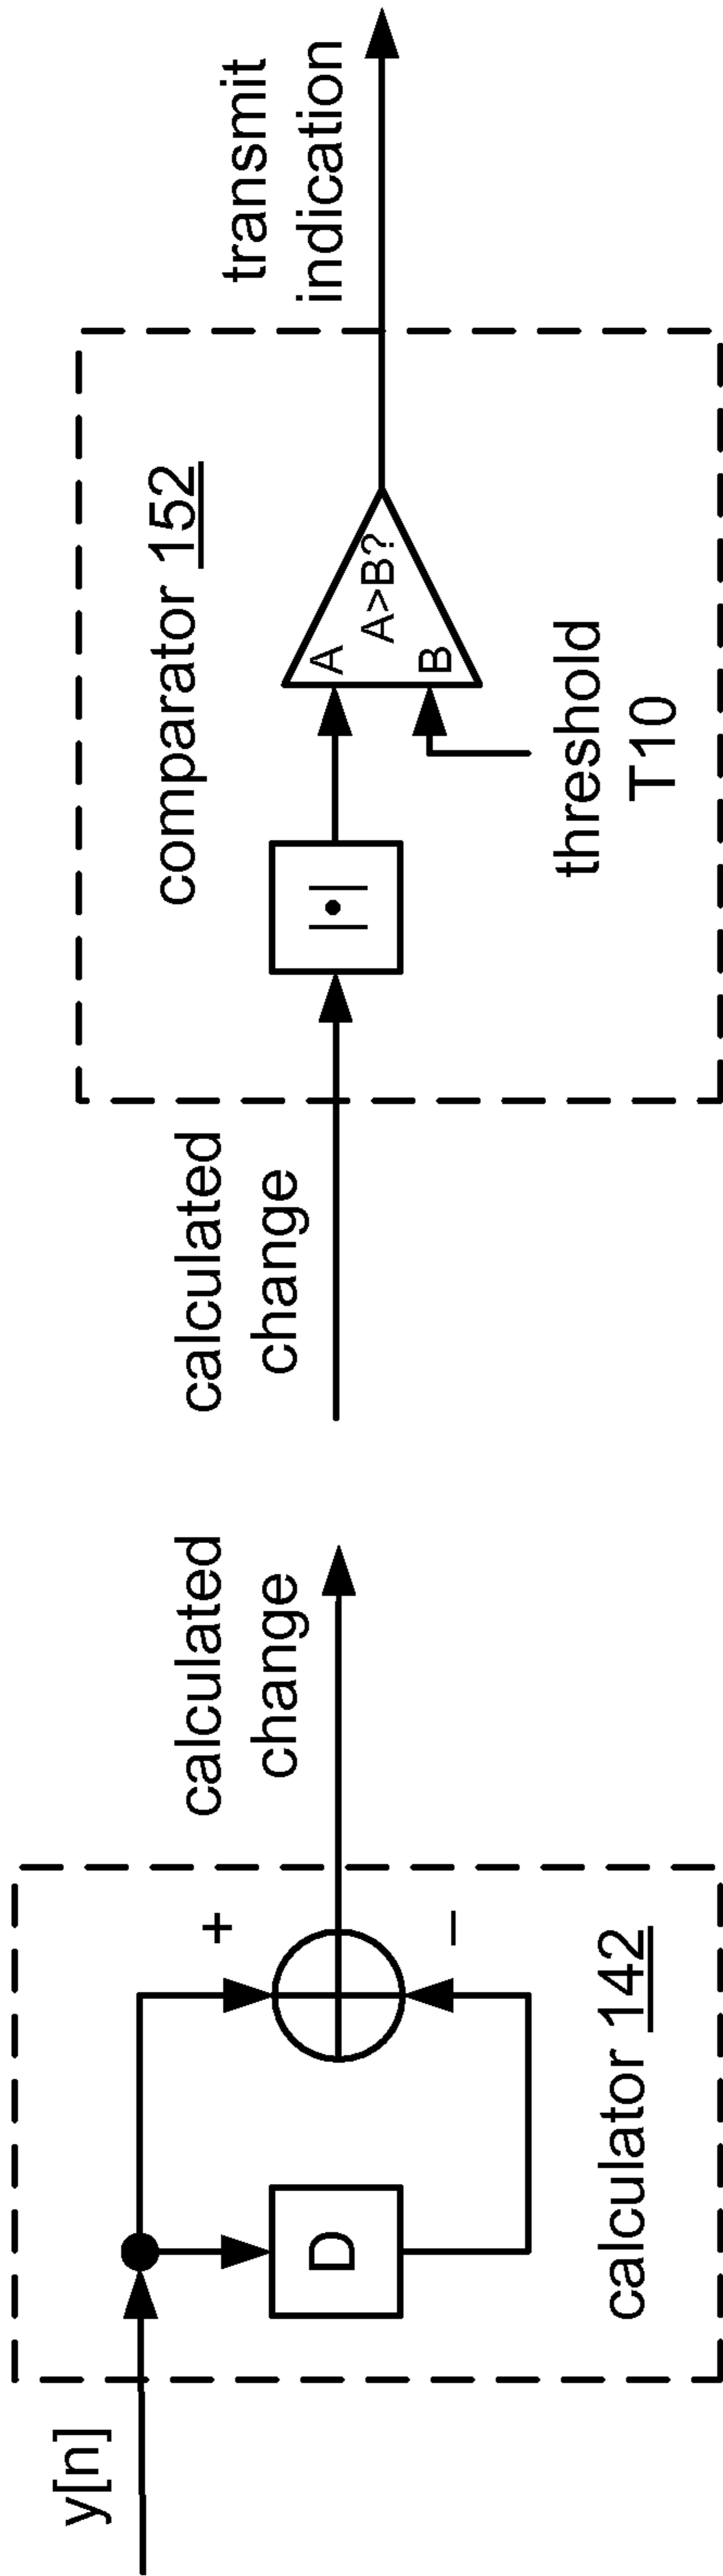 y[n]
D
+
–
calculator 142
calculated
change
calculated
change
comparator 152
|•|
A
A>B?
B
threshold
T10
transmit
indication